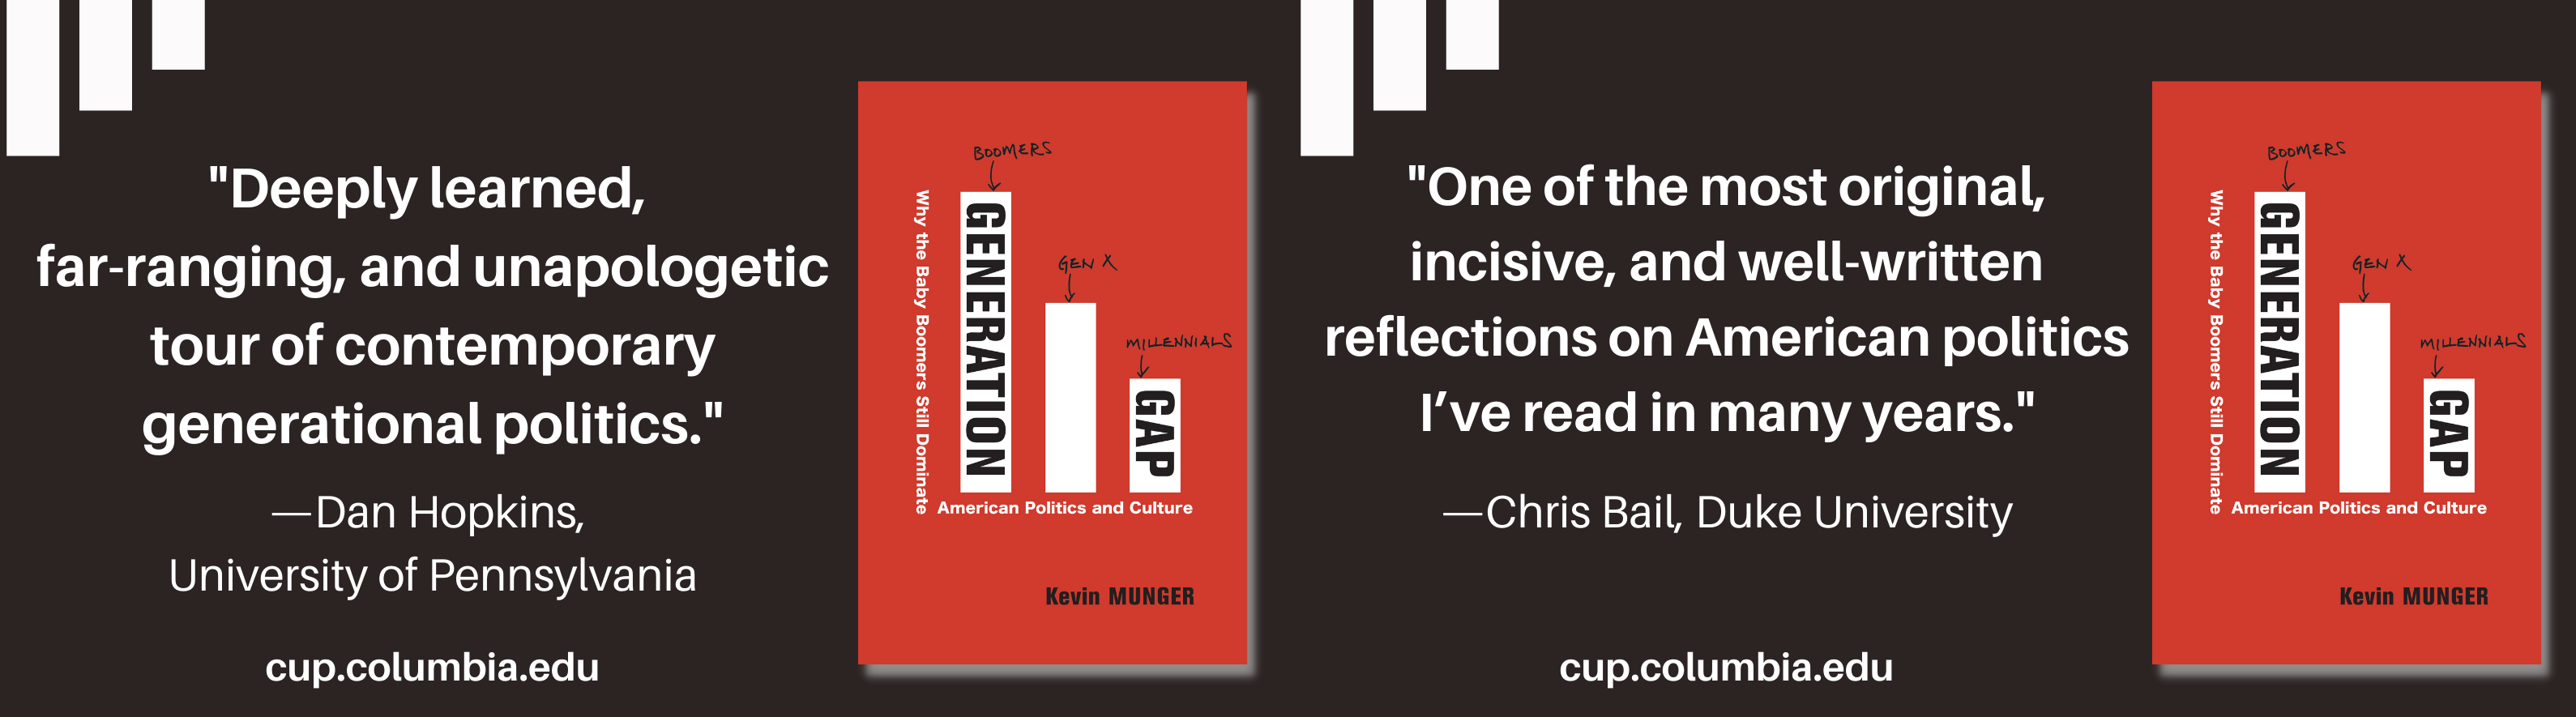 "Deeply learned,
far-ranging, and unapologetic
tour of contemporary
generational politics."
—Dan Hopkins,
University of Pennsylvania
cup.columbia.edu
BOOMERS
GEN X
MILLENNIALS
GENERATION
GAP
Why the Baby Boomers Still Dominate
American Politics and Culture
Kevin MUNGER
"One of the most original,
incisive, and well-written
reflections on American politics
I’ve read in many years."
—Chris Bail, Duke University
cup.columbia.edu
BOOMERS
GEN X
MILLENNIALS
GENERATION
GAP
Why the Baby Boomers Still Dominate
American Politics and Culture
Kevin MUNGER